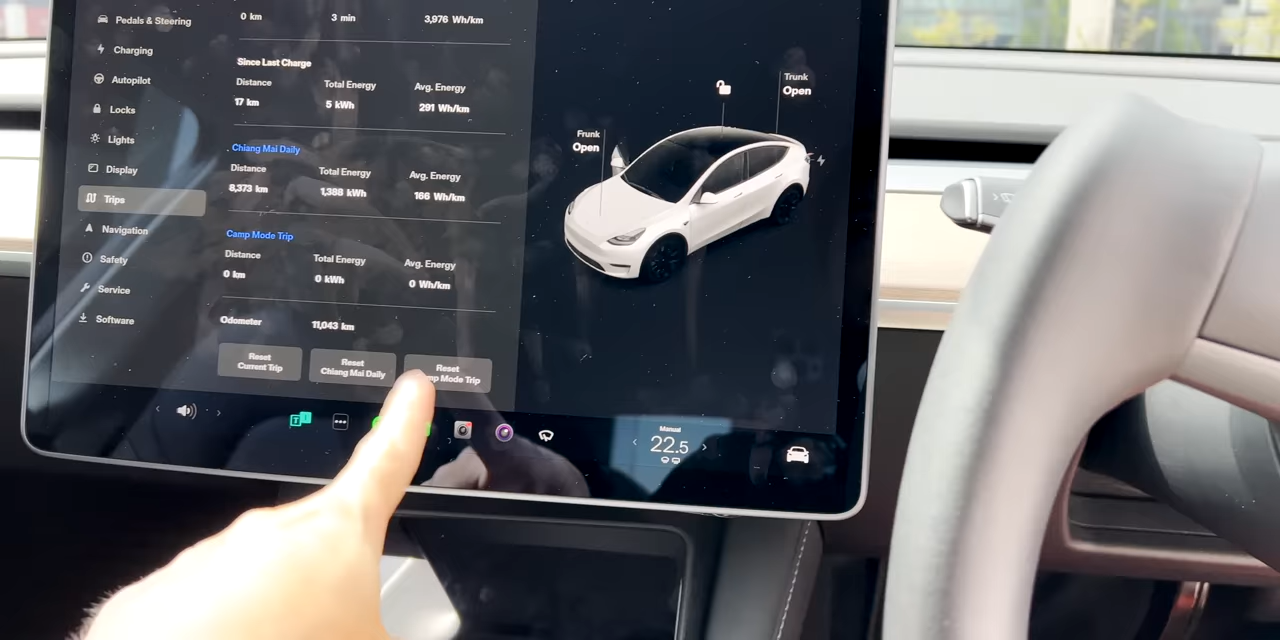 Pedals & Steering
Charging
Autopilot
Locks
Lights
Display
Trips
Navigation
Safety
Service
Software
0 km 3 min 3,976 Wh/km
Since Last Charge
Distance Total Energy Avg. Energy
17 km 5 kWh 291 Wh/km
Chiang Mai Daily
Distance Total Energy Avg. Energy
8,373 km 1,388 kWh 166 Wh/km
Camp Mode Trip
Distance Total Energy Avg. Energy
0 km 0 kWh 0 Wh/km
Odometer 11,043 km
Reset
Current Trip
Reset
Chiang Mai Daily
Reset
mp Mode Trip
Frunk
Open
Trunk
Open
Manual
22.5